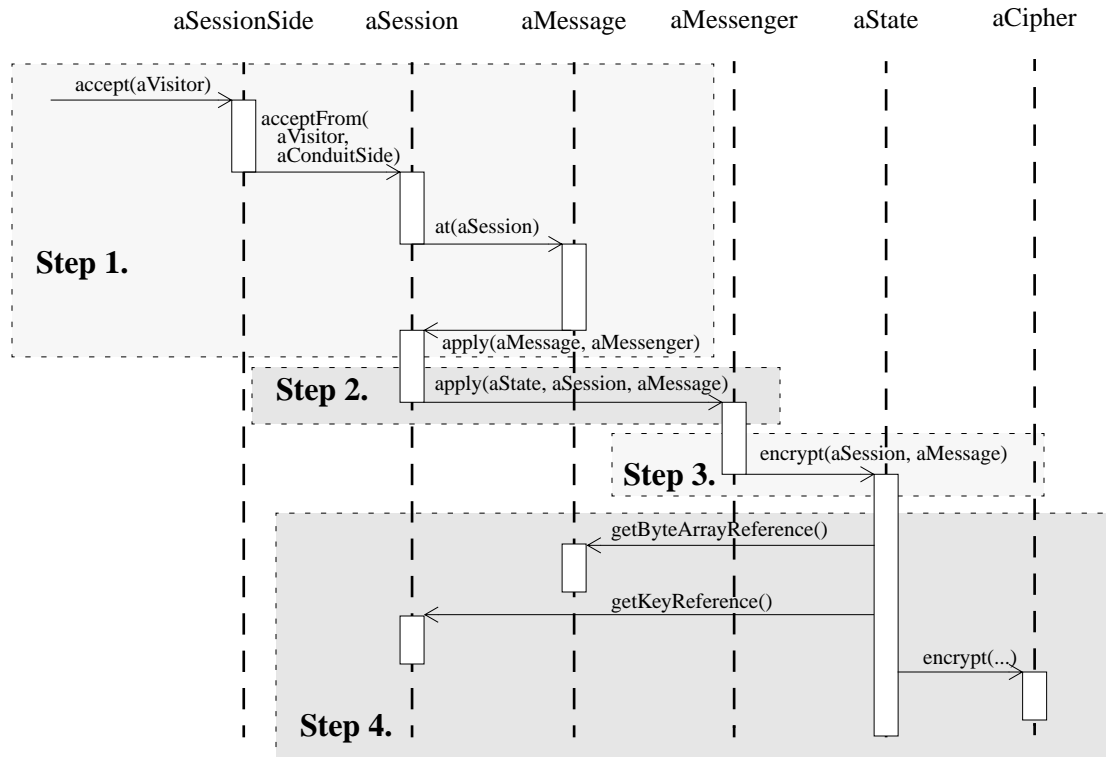 aSessionSide aSession aMessage aMessenger aState aCipher
accept(aVisitor)
acceptFrom(
aVisitor,
aConduitSide)
at(aSession)
Step 1.
apply(aMessage, aMessenger)
Step 2.
apply(aState, aSession, aMessage)
encrypt(aSession, aMessage)
Step 3.
getByteArrayReference()
getKeyReference()
encrypt(...)
Step 4.